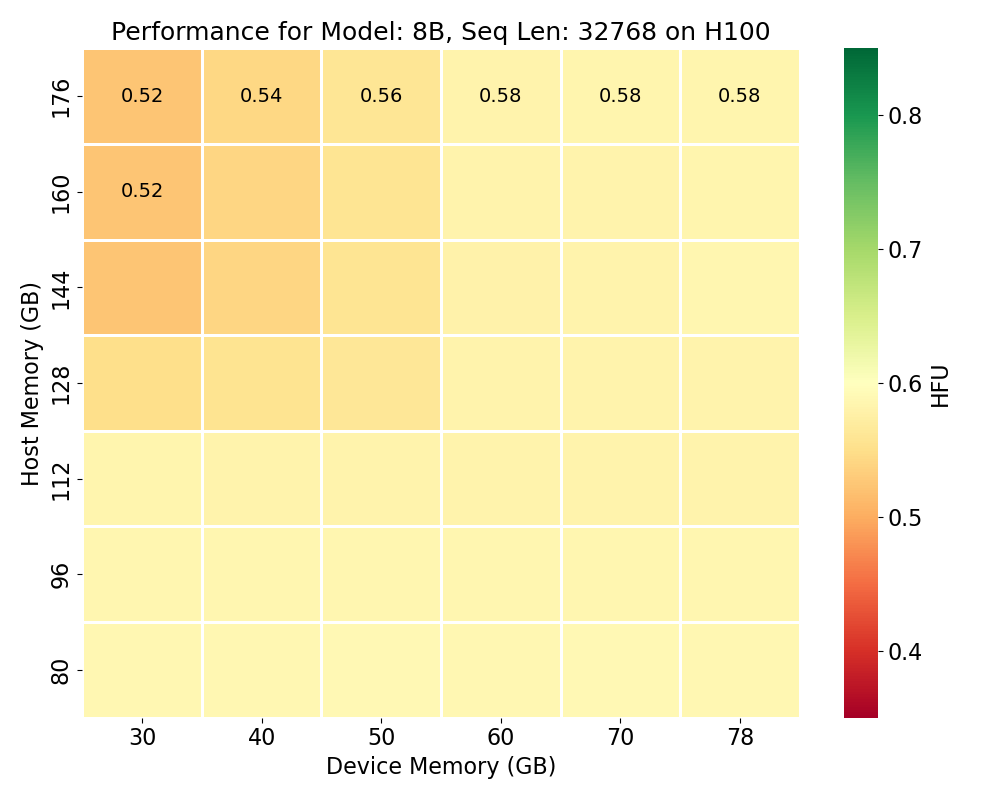 Performance for Model: 8B, Seq Len: 32768 on H100
176 0.52 0.54 0.56 0.58 0.58 0.58
160 0.52
144
128
112
96
80
Host Memory (GB)
30 40 50 60 70 78
Device Memory (GB)
0.8
0.7
0.6
0.5
0.4
HFU